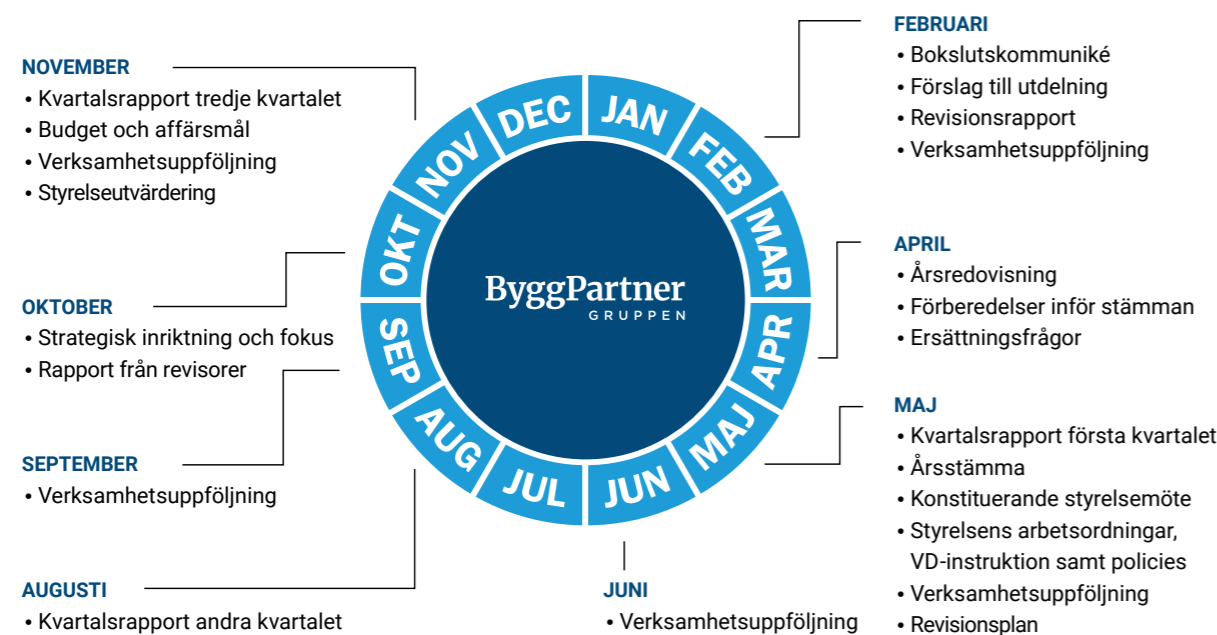 NOVEMBER
• Kvartalsrapport tredje kvartalet
• Budget och affärsmål
• Verksamhetsuppföljning
• Styrelseutvärdering
OKTOBER
• Strategisk inriktning och fokus
• Rapport från revisorer
SEPTEMBER
• Verksamhetsuppföljning
AUGUSTI
• Kvartalsrapport andra kvartalet
JAN
FEB
MAR
APR
MAJ
JUN
JUL
AUG
SEP
OKT
NOV
DEC
ByggPartner
GRUPPEN
JUNI
• Verksamhetsuppföljning
FEBRUARI
• Bokslutskommuniké
• Förslag till utdelning
• Revisionsrapport
• Verksamhetsuppföljning
APRIL
• Årsredovisning
• Förberedelser inför stämman
• Ersättningsfrågor
MAJ
• Kvartalsrapport första kvartalet
• Årsstämma
• Konstituerande styrelsemöte
• Styrelsens arbetsordningar,
VD-instruktion samt policies
• Verksamhetsuppföljning
• Revisionsplan